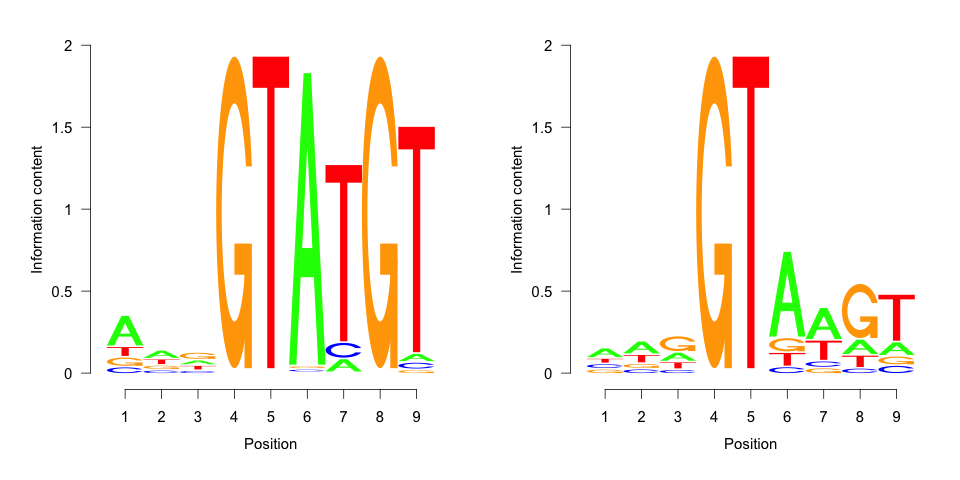 2
1.5
1
0.5
0
Information content
A T G C
A T G C
G A T C
G
T
A C G
T C A
G
T A C G
1 2 3 4 5 6 7 8 9
Position
2
1.5
1
0.5
0
Information content
A T C G
A T G C
G A T C
G
T
A G T C
A T C G
G A T C
T A G C
1 2 3 4 5 6 7 8 9
Position